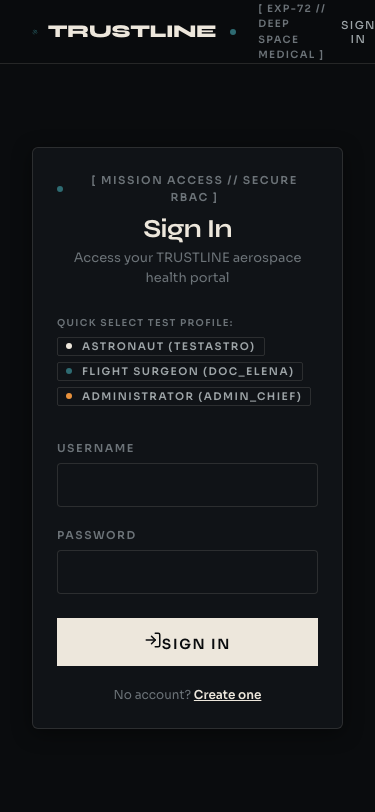 TRUSTLINE
[ EXP-72 //
DEEP
SPACE
MEDICAL ]
SIGN
IN
[ MISSION ACCESS // SECURE
RBAC ]
Sign In
Access your TRUSTLINE aerospace
health portal
QUICK SELECT TEST PROFILE:
ASTRONAUT (TESTASTRO)
FLIGHT SURGEON (DOC_ELENA)
ADMINISTRATOR (ADMIN_CHIEF)
USERNAME
PASSWORD
SIGN IN
No account? Create one